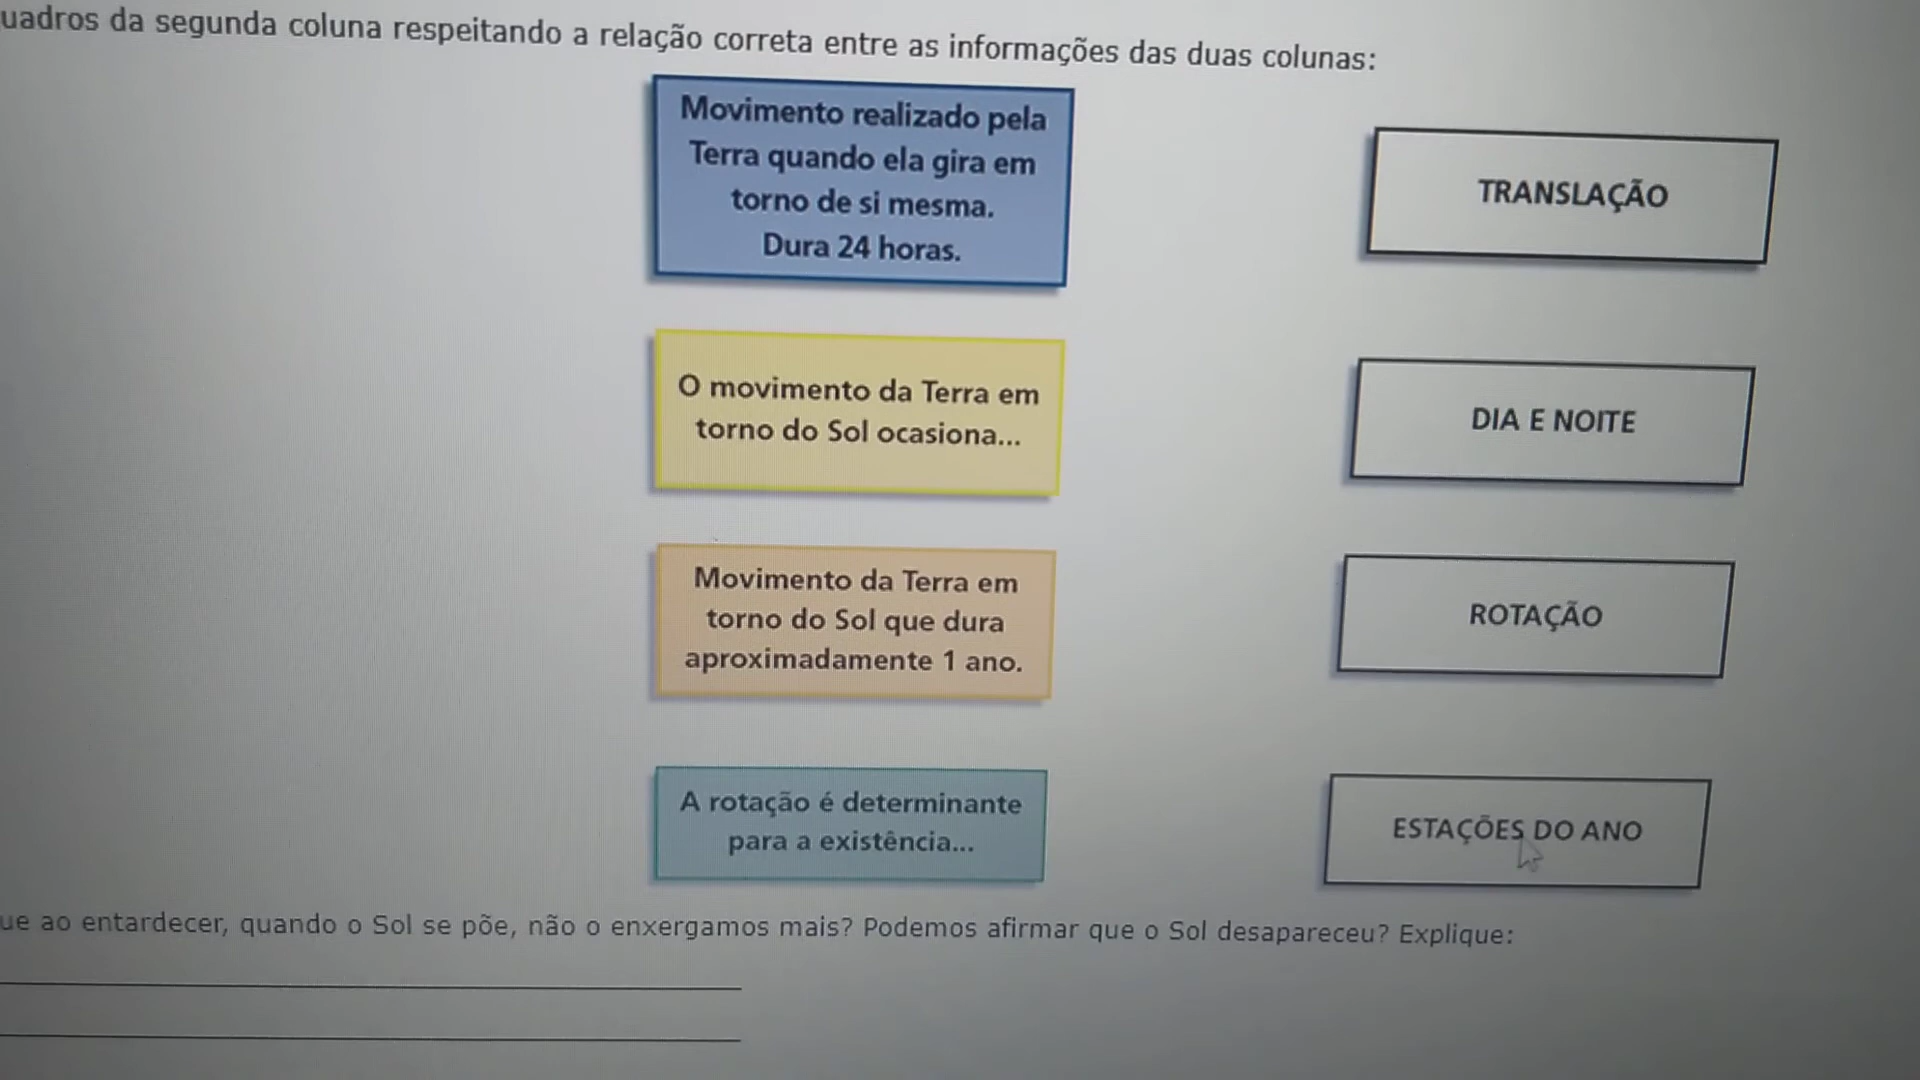 da segunda coluna respeitando a relação correta entre as informações das duas colunas:
Movimento realizado pela
Terra quando ela gira em
torno de si mesma.
Dura 24 horas.
TRANSLAÇÃO
O movimento da Terra em
torno do Sol ocasiona...
DIA E NOITE
Movimento da Terra em
torno do Sol que dura
aproximadamente 1 ano.
ROTAÇÃO
A rotação é determinante
para a existência...
ESTAÇÕES DO ANO
ao entardecer, quando o Sol se põe, não o enxergamos mais? Podemos afirmar que o Sol desapareceu? Explique: